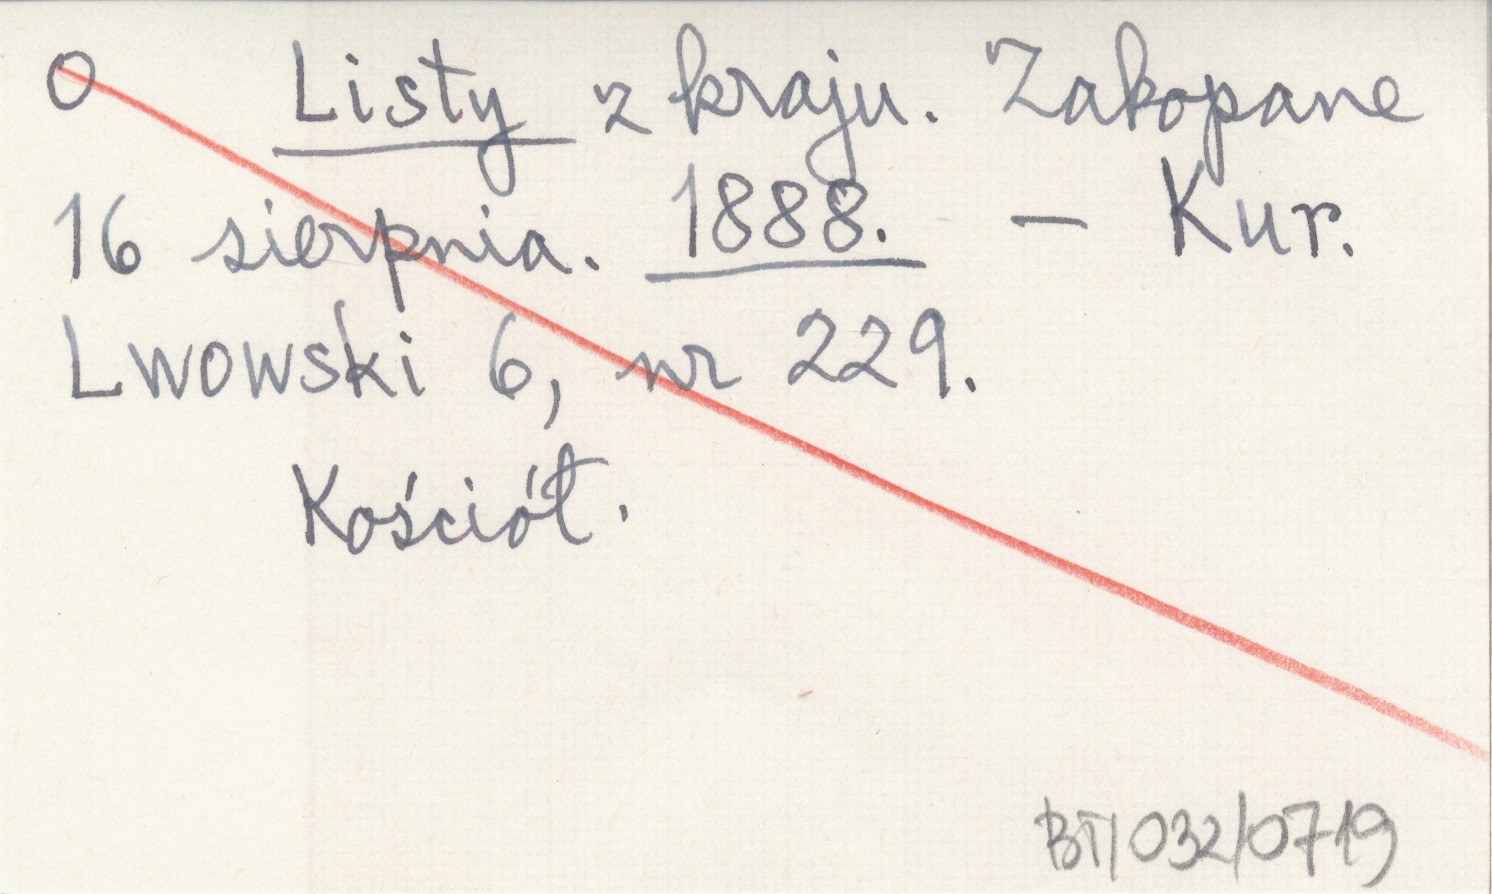 O Listy z kraju. Zakopane
16 sierpnia. 1888. — Kur.
Lwowski 6, nr 229.
Kościół.
BT/032/0719